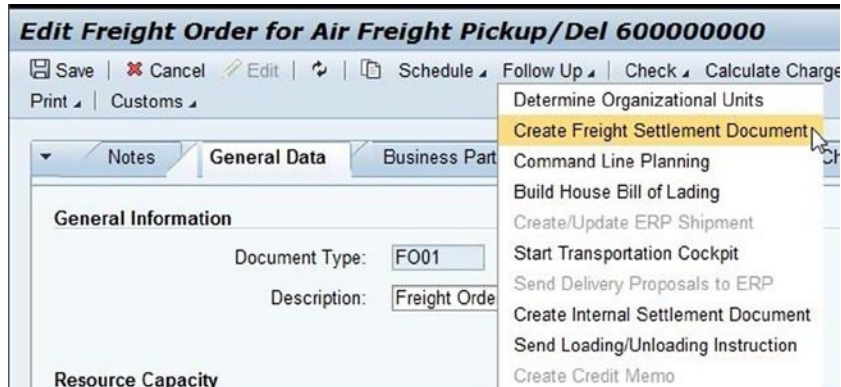 Edit Freight Order for Air Freight Pickup/Del 600000000
Save Cancel Edit Schedule Follow Up Check Calculate Charge
Print Customs
Determine Organizational Units
Create Freight Settlement Document
Notes General Data Business Part
Command Line Planning
Build House Bill of Lading
General Information
Create/Update ERP Shipment
Document Type: FO01
Start Transportation Cockpit
Send Delivery Proposals to ERP
Description: Freight Orde
Create Internal Settlement Document
Send Loading/Unloading Instruction
Resource Capacity
Create Credit Memo